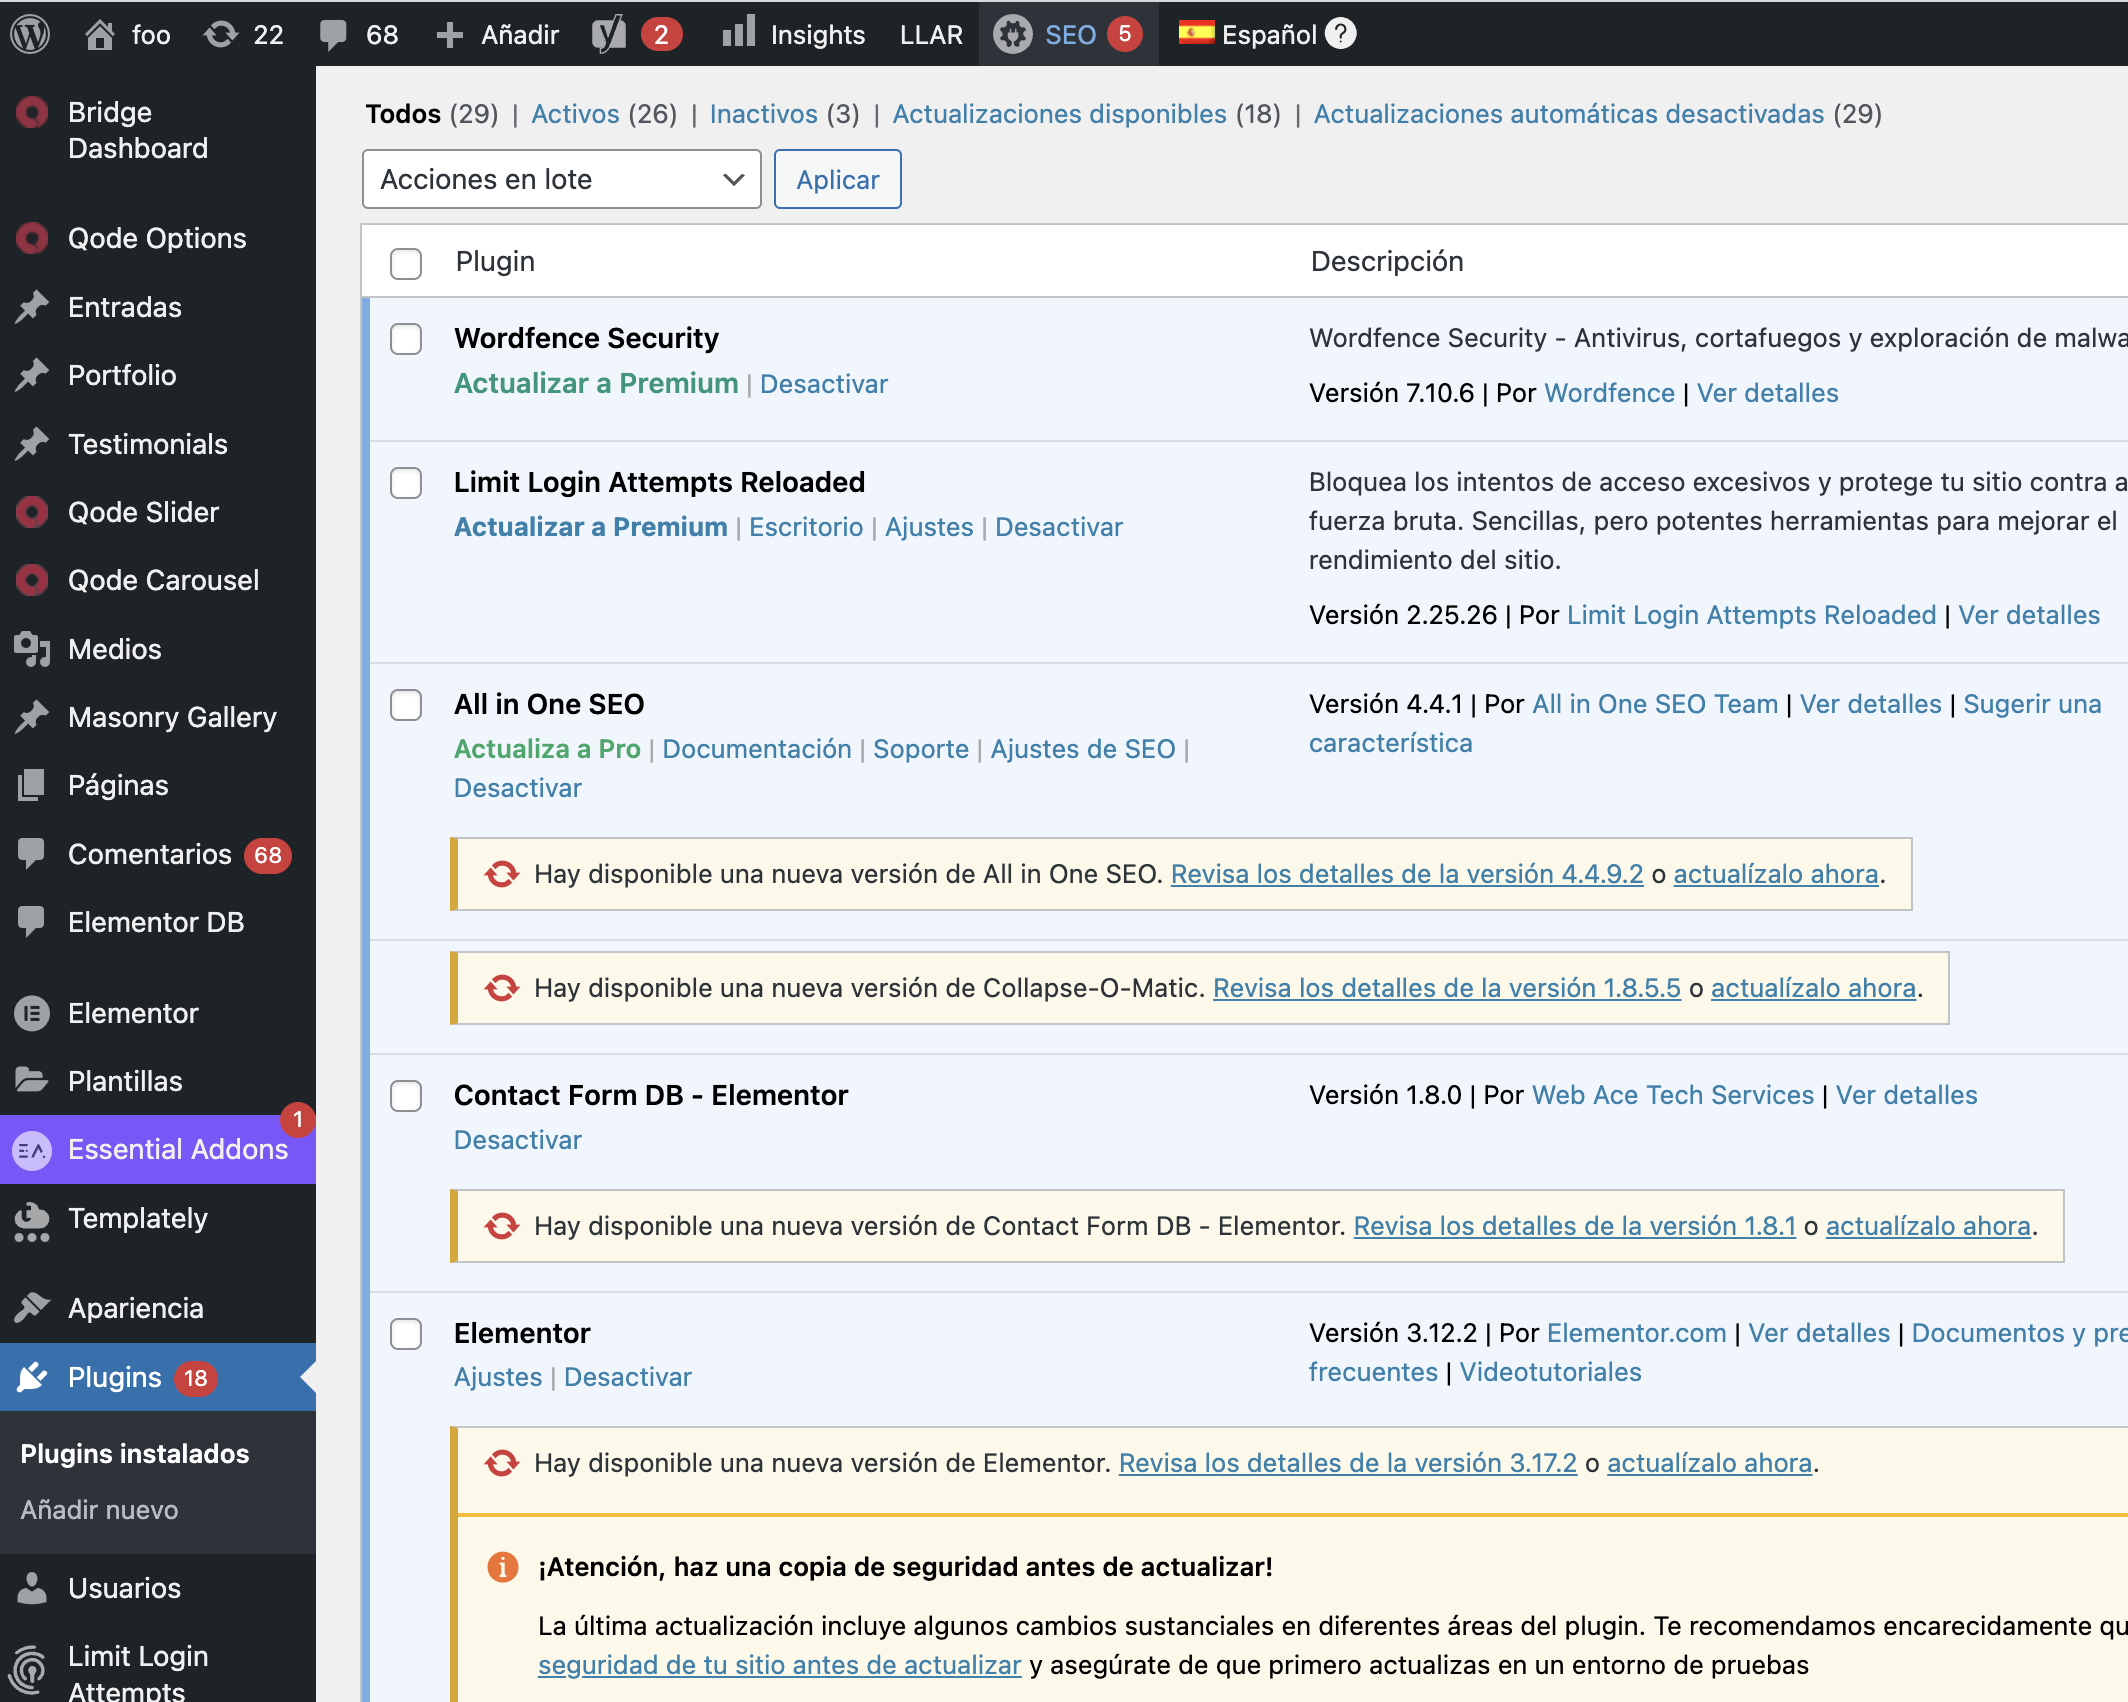 foo 22 68 Añadir 2 Insights LLAR SEO 5 Español ?
Bridge
Dashboard
Qode Options
Entradas
Portfolio
Testimonials
Qode Slider
Qode Carousel
Medios
Masonry Gallery
Páginas
Comentarios 68
Elementor DB
Elementor
Plantillas
Essential Addons 1
Templately
Apariencia
Plugins 18
Plugins instalados
Añadir nuevo
Usuarios
Limit Login
Attempts
Todos (29) | Activos (26) | Inactivos (3) | Actualizaciones disponibles (18) | Actualizaciones automáticas desactivadas (29)
Acciones en lote Aplicar
Plugin Descripción
Wordfence Security
Actualizar a Premium | Desactivar
Wordfence Security - Antivirus, cortafuegos y exploración de malwa
Versión 7.10.6 | Por Wordfence | Ver detalles
Limit Login Attempts Reloaded
Actualizar a Premium | Escritorio | Ajustes | Desactivar
Bloquea los intentos de acceso excesivos y protege tu sitio contra a
fuerza bruta. Sencillas, pero potentes herramientas para mejorar el
rendimiento del sitio.
Versión 2.25.26 | Por Limit Login Attempts Reloaded | Ver detalles
All in One SEO
Actualiza a Pro | Documentación | Soporte | Ajustes de SEO |
Desactivar
Versión 4.4.1 | Por All in One SEO Team | Ver detalles | Sugerir una
característica
Hay disponible una nueva versión de All in One SEO. Revisa los detalles de la versión 4.4.9.2 o actualízalo ahora.
Hay disponible una nueva versión de Collapse-O-Matic. Revisa los detalles de la versión 1.8.5.5 o actualízalo ahora.
Contact Form DB - Elementor
Desactivar
Versión 1.8.0 | Por Web Ace Tech Services | Ver detalles
Hay disponible una nueva versión de Contact Form DB - Elementor. Revisa los detalles de la versión 1.8.1 o actualízalo ahora.
Elementor
Ajustes | Desactivar
Versión 3.12.2 | Por Elementor.com | Ver detalles | Documentos y pre
frecuentes | Videotutoriales
Hay disponible una nueva versión de Elementor. Revisa los detalles de la versión 3.17.2 o actualízalo ahora.
¡Atención, haz una copia de seguridad antes de actualizar!
La última actualización incluye algunos cambios sustanciales en diferentes áreas del plugin. Te recomendamos encarecidamente qu
seguridad de tu sitio antes de actualizar y asegúrate de que primero actualizas en un entorno de pruebas